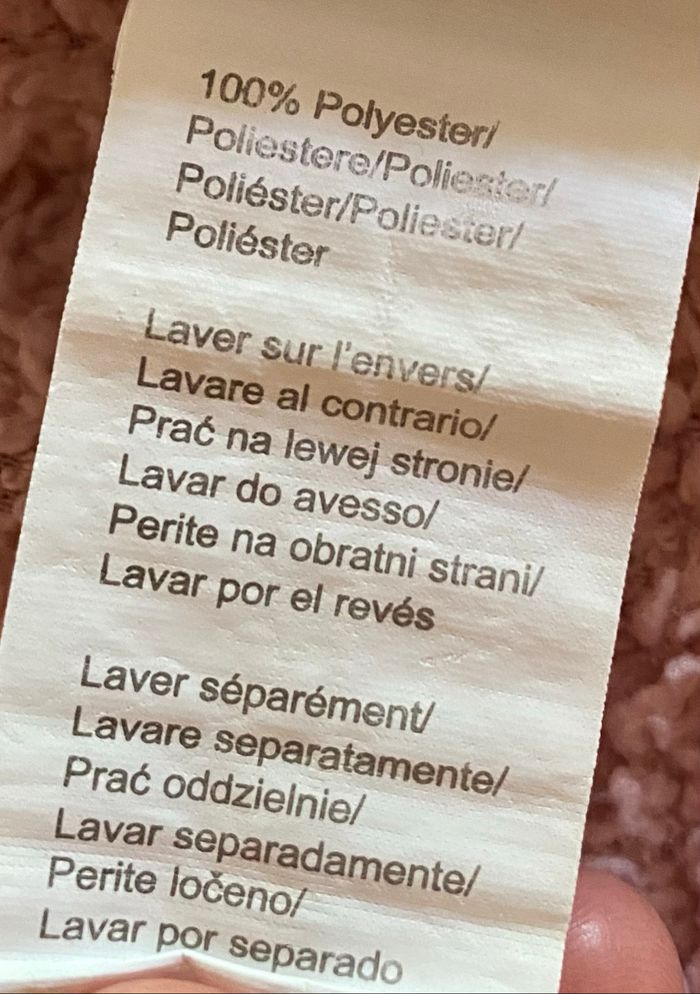 100% Polyester/
Poliestere/Poliester/
Poliéster/Poliester/
Poliéster
Laver sur l'envers/
Lavare al contrario/
Prać na lewej stronie/
Lavar do avesso/
Perite na obratni strani/
Lavar por el revés
Laver séparément/
Lavare separatamente/
Prać oddzielnie/
Lavar separadamente/
Perite ločeno/
Lavar por separado